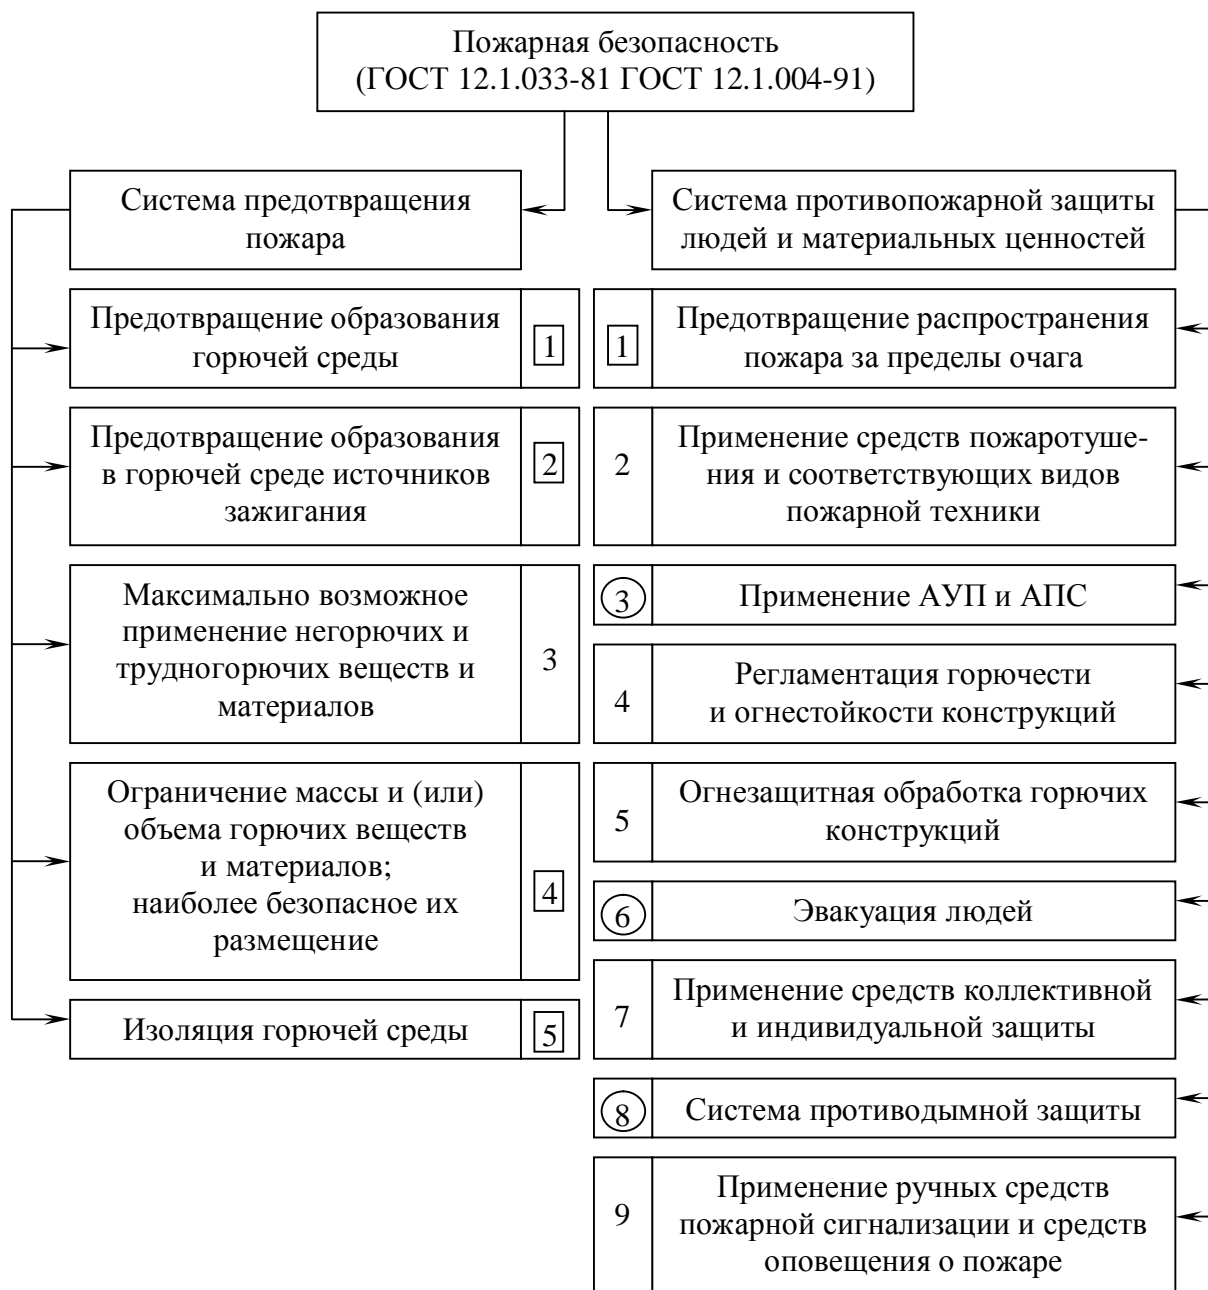 Пожарная безопасность
(ГОСТ 12.1.033-81 ГОСТ 12.1.004-91)
Система предотвращения
пожара
Предотвращение образования
горючей среды
1
Предотвращение образования
в горючей среде источников
зажигания
2
Максимально возможное
применение негорючих и
трудногорючих веществ и
материалов
3
Ограничение массы и (или)
объема горючих веществ
и материалов;
наиболее безопасное их
размещение
4
Изоляция горючей среды
5
Система противопожарной защиты
людей и материальных ценностей
1
Предотвращение распространения
пожара за пределы очага
2
Применение средств пожаротуше-
ния и соответствующих видов
пожарной техники
3
Применение АУП и АПС
4
Регламентация горючести
и огнестойкости конструкций
5
Огнезащитная обработка горючих
конструкций
6
Эвакуация людей
7
Применение средств коллективной
и индивидуальной защиты
8
Система противодымной защиты
9
Применение ручных средств
пожарной сигнализации и средств
оповещения о пожаре